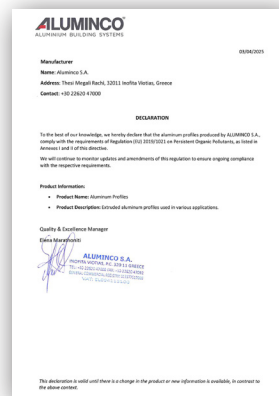 ALUMINCO
ALUMINIUM BUILDING SYSTEMS
03/04/2025
Manufacturer
Name: Aluminco S.A.
Address: Thesi Megali Rachi, 32011 Inofita Viotias, Greece
Contact: +30 22620 47000
DECLARATION
To the best of our knowledge, we hereby declare that the aluminum profiles produced by ALUMINCO S.A.,
comply with the requirements of Regulation (EU) 2019/1021 on Persistent Organic Pollutants, as listed in
Annexes I and II of this directive.
We will continue to monitor updates and amendments of this regulation to ensure ongoing compliance
with the respective requirements.
Product Information:
• Product Name: Aluminum Profiles
• Product Description: Extruded aluminum profiles used in various applications.
Quality & Excellence Manager
Elena Marathoniti
ALUMINCO S.A.
INOFITA VIOTIAS, P.C. 320 11 GREECE
This declaration is valid until there is a change in the product or new information is available, in contrast to
the above context.